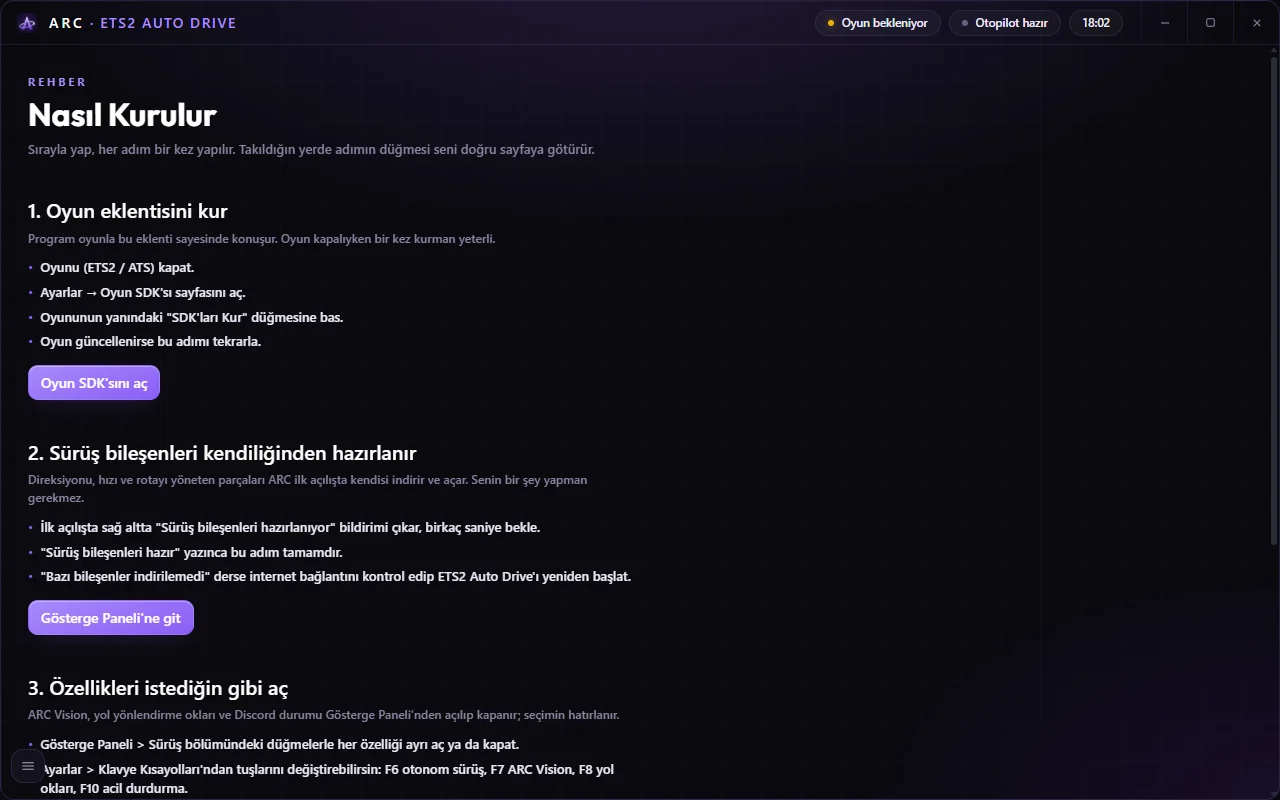 ARC · ETS2 AUTO DRIVE
Oyun bekleniyor
Otopilot hazır
18:02
REHBER
Nasıl Kurulur
Sırayla yap, her adım bir kez yapılır. Takıldığın yerde adımın düğmesi seni doğru sayfaya götürür.
1. Oyun eklentisini kur
Program oyunla bu eklenti sayesinde konuşur. Oyun kapalıyken bir kez kurman yeterli.
• Oyunu (ETS2 / ATS) kapat.
• Ayarlar → Oyun SDK'sı sayfasını aç.
• Oyununun yanındaki "SDK'ları Kur" düğmesine bas.
• Oyun güncellenirse bu adımı tekrarla.
Oyun SDK'sını aç
2. Sürüş bileşenleri kendiliğinden hazırlanır
Direksiyonu, hızı ve rotayı yöneten parçaları ARC ilk açılışta kendisi indirir ve açar. Senin bir şey yapman
gerekmez.
• İlk açılışta sağ altta "Sürüş bileşenleri hazırlanıyor" bildirimi çıkar, birkaç saniye bekle.
• "Sürüş bileşenleri hazır" yazınca bu adım tamamdır.
• "Bazı bileşenler indirilemedi" derse internet bağlantını kontrol edip ETS2 Auto Drive'ı yeniden başlat.
Gösterge Paneli'ne git
3. Özellikleri istediğin gibi aç
ARC Vision, yol yönlendirme okları ve Discord durumu Gösterge Paneli'nden açılıp kapanır; seçimin hatırlanır.
• Gösterge Paneli > Sürüş bölümündeki düğmelerle her özelliği ayrı aç ya da kapat.
Ayarlar > Klavye Kısayolları'ndan tuşlarını değiştirebilirsin: F6 otonom sürüş, F7 ARC Vision, F8 yol
okları, F10 acil durdurma.